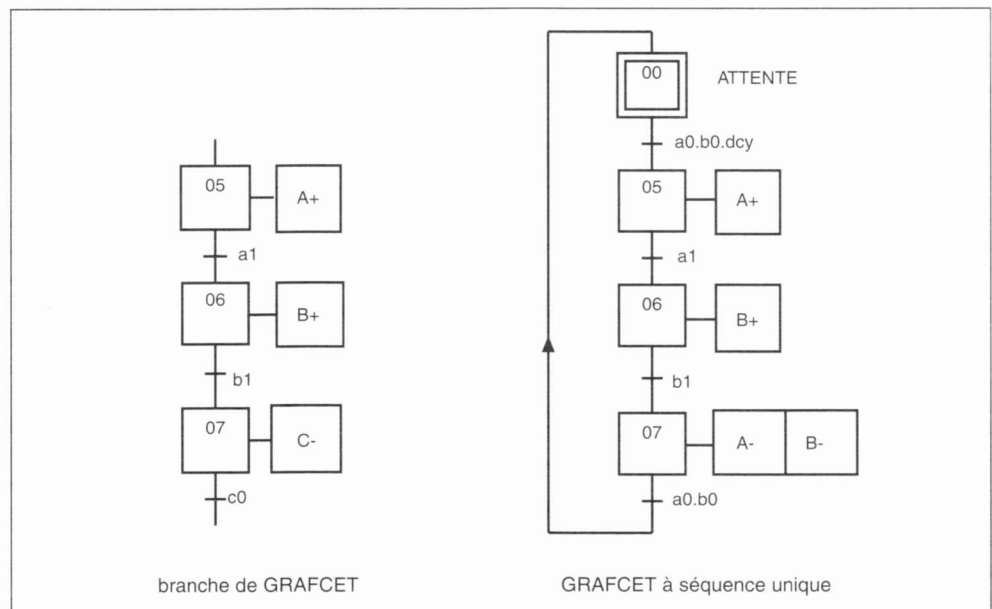 05
A+
a1
06
B+
b1
07
C-
c0
branche de GRAFCET
00
ATTENTE
a0.b0.dcy
05
A+
a1
06
B+
b1
07
A-
B-
a0.b0
GRAFCET à séquence unique